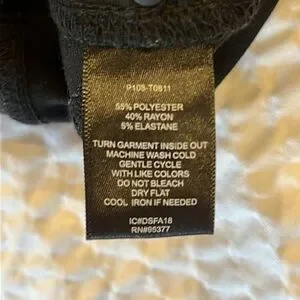 P108-T0811
55% POLYESTER
40% RAYON
5% ELASTANE
TURN GARMENT INSIDE OUT
MACHINE WASH COLD
GENTLE CYCLE
WITH LIKE COLORS
DO NOT BLEACH
DRY FLAT
COOL IRON IF NEEDED
IC#DSFA18
RN#95377